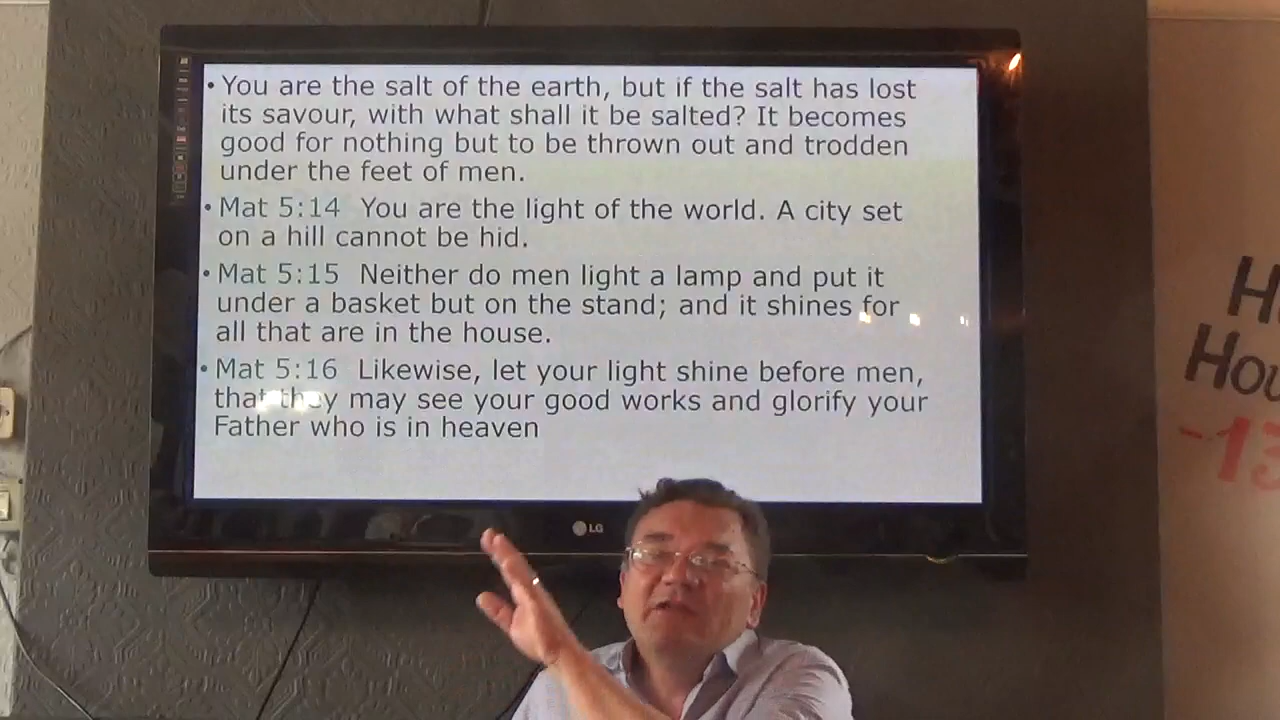 • You are the salt of the earth, but if the salt has lost
its savour, with what shall it be salted? It becomes
good for nothing but to be thrown out and trodden
under the feet of men.
• Mat 5:14 You are the light of the world. A city set
on a hill cannot be hid.
• Mat 5:15 Neither do men light a lamp and put it
under a basket but on the stand; and it shines for
all that are in the house.
• Mat 5:16 Likewise, let your light shine before men,
that they may see your good works and glorify your
Father who is in heaven
LG